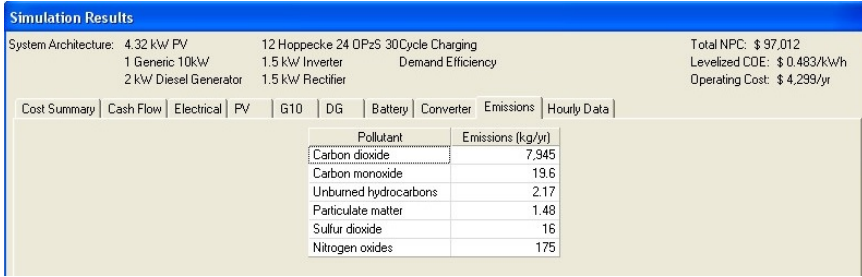 Simulation Results
System Architecture: 4.32 kW PV 12 Hoppecke 24 OPzS 30Cycle Charging Total NPC: $ 97,012
1 Generic 10kW 1.5 kW Inverter Demand Efficiency Levelized COE: $ 0.483/kWh
2 kW Diesel Generator 1.5 kW Rectifier Operating Cost: $ 4,299/yr
Cost Summary Cash Flow Electrical PV G10 DG Battery Converter Emissions Hourly Data
Pollutant Emissions (kg/yr)
Carbon dioxide 7,945
Carbon monoxide 19.6
Unburned hydrocarbons 2.17
Particulate matter 1.48
Sulfur dioxide 16
Nitrogen oxides 175